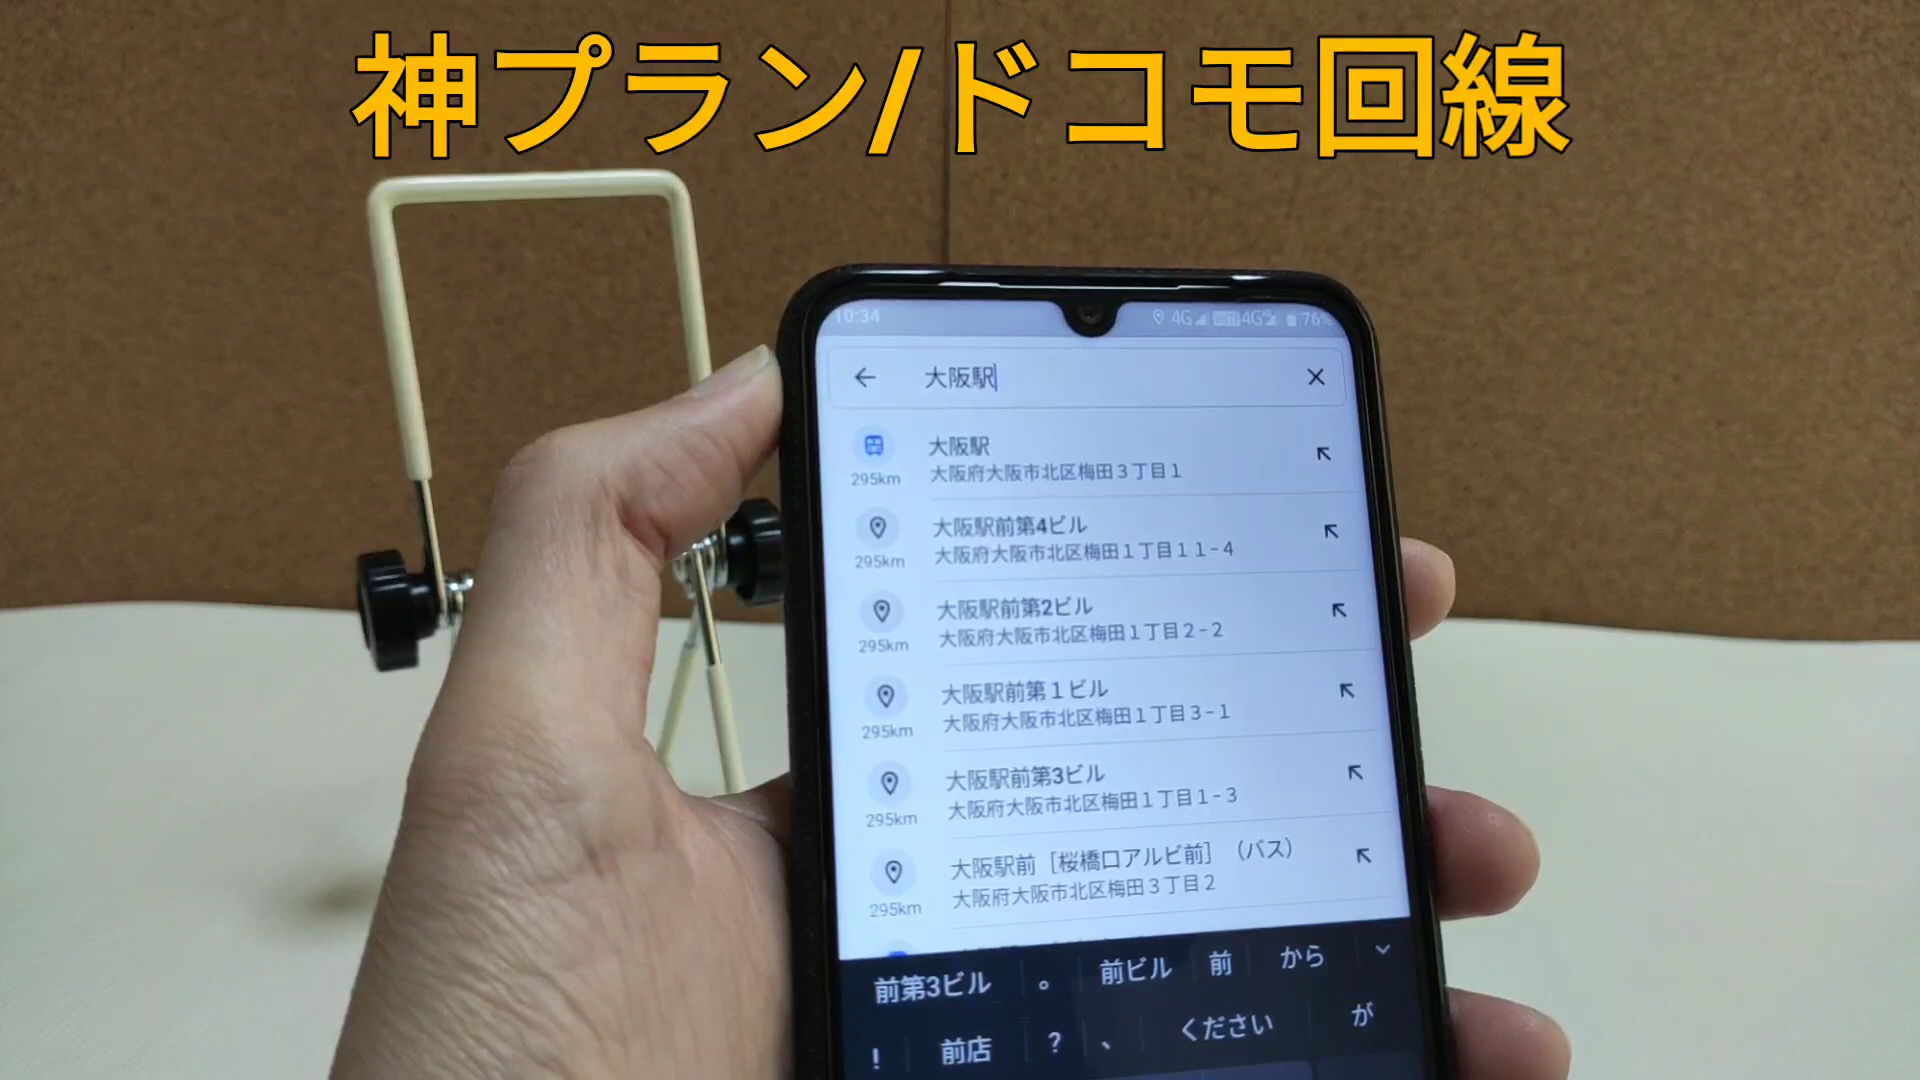 神プラン/ドコモ回線
10:34
4G 4G 76%
大阪駅
大阪駅
大阪府大阪市北区梅田3丁目1
295km
大阪駅前第4ビル
大阪府大阪市北区梅田1丁目11-4
295km
大阪駅前第2ビル
大阪府大阪市北区梅田1丁目2-2
295km
大阪駅前第1ビル
大阪府大阪市北区梅田1丁目3-1
295km
大阪駅前第3ビル
大阪府大阪市北区梅田1丁目1-3
295km
大阪駅前［桜橋口アルビ前］（バス）
大阪府大阪市北区梅田3丁目2
295km
前第3ビル 。 前ビル 前 から
! 前店 ? 、 ください が